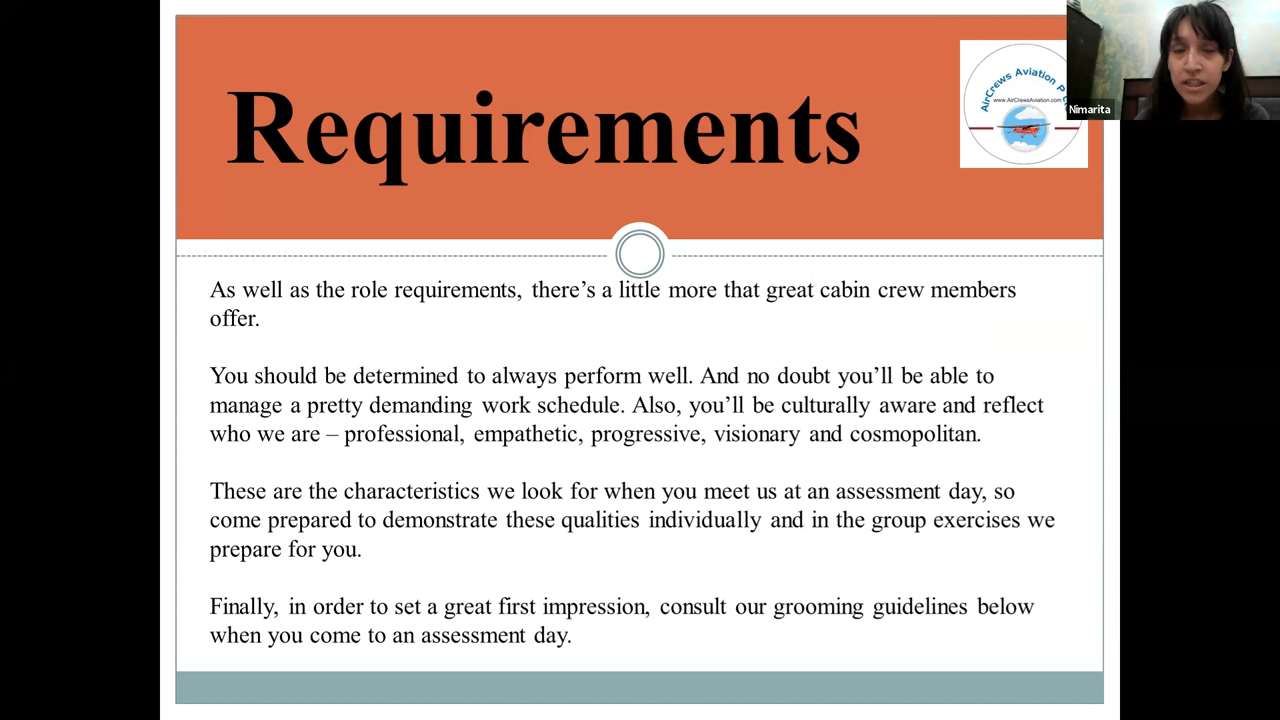 Requirements
AirCrews Aviation P
www.AirCrewsAviation.com
Nimarita
As well as the role requirements, there’s a little more that great cabin crew members
offer.
You should be determined to always perform well. And no doubt you’ll be able to
manage a pretty demanding work schedule. Also, you’ll be culturally aware and reflect
who we are – professional, empathetic, progressive, visionary and cosmopolitan.
These are the characteristics we look for when you meet us at an assessment day, so
come prepared to demonstrate these qualities individually and in the group exercises we
prepare for you.
Finally, in order to set a great first impression, consult our grooming guidelines below
when you come to an assessment day.